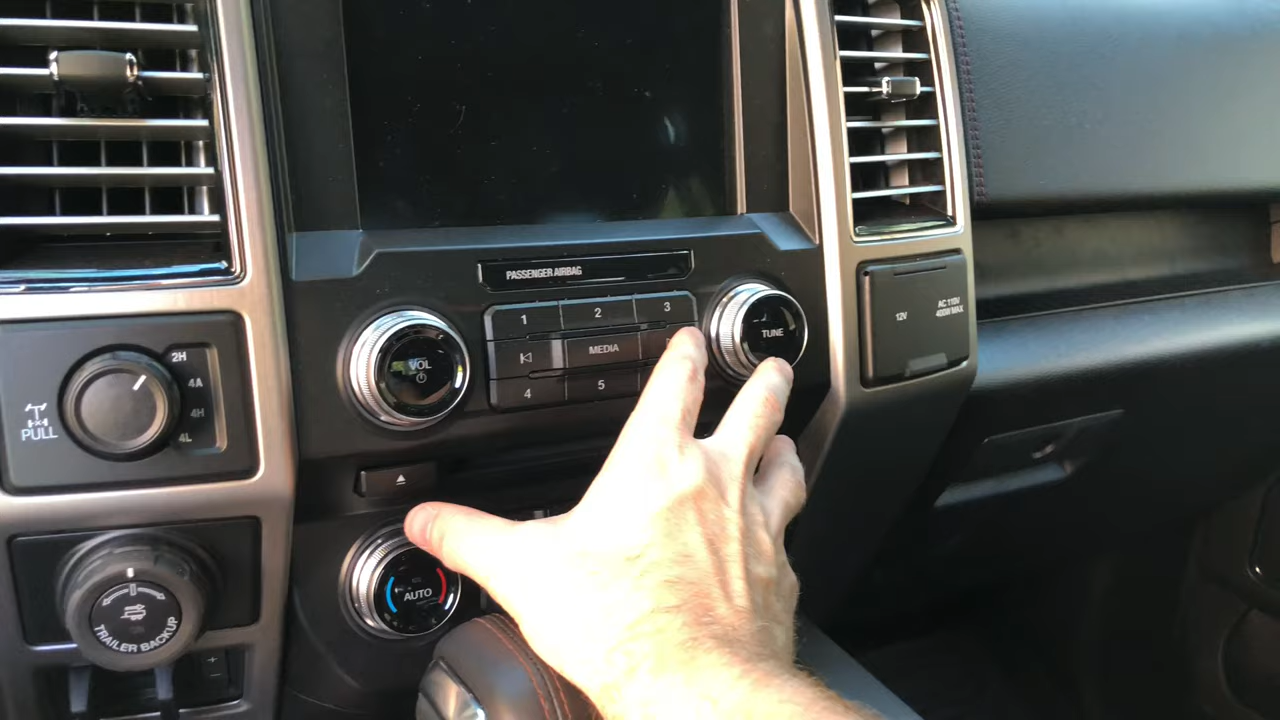 PASSENGER AIRBAG
1
2
3
VOL
MEDIA
TUNE
4
5
12V
AC 110V
400W MAX
2H
4A
4H
4L
PULL
AUTO
TRAILER BACKUP